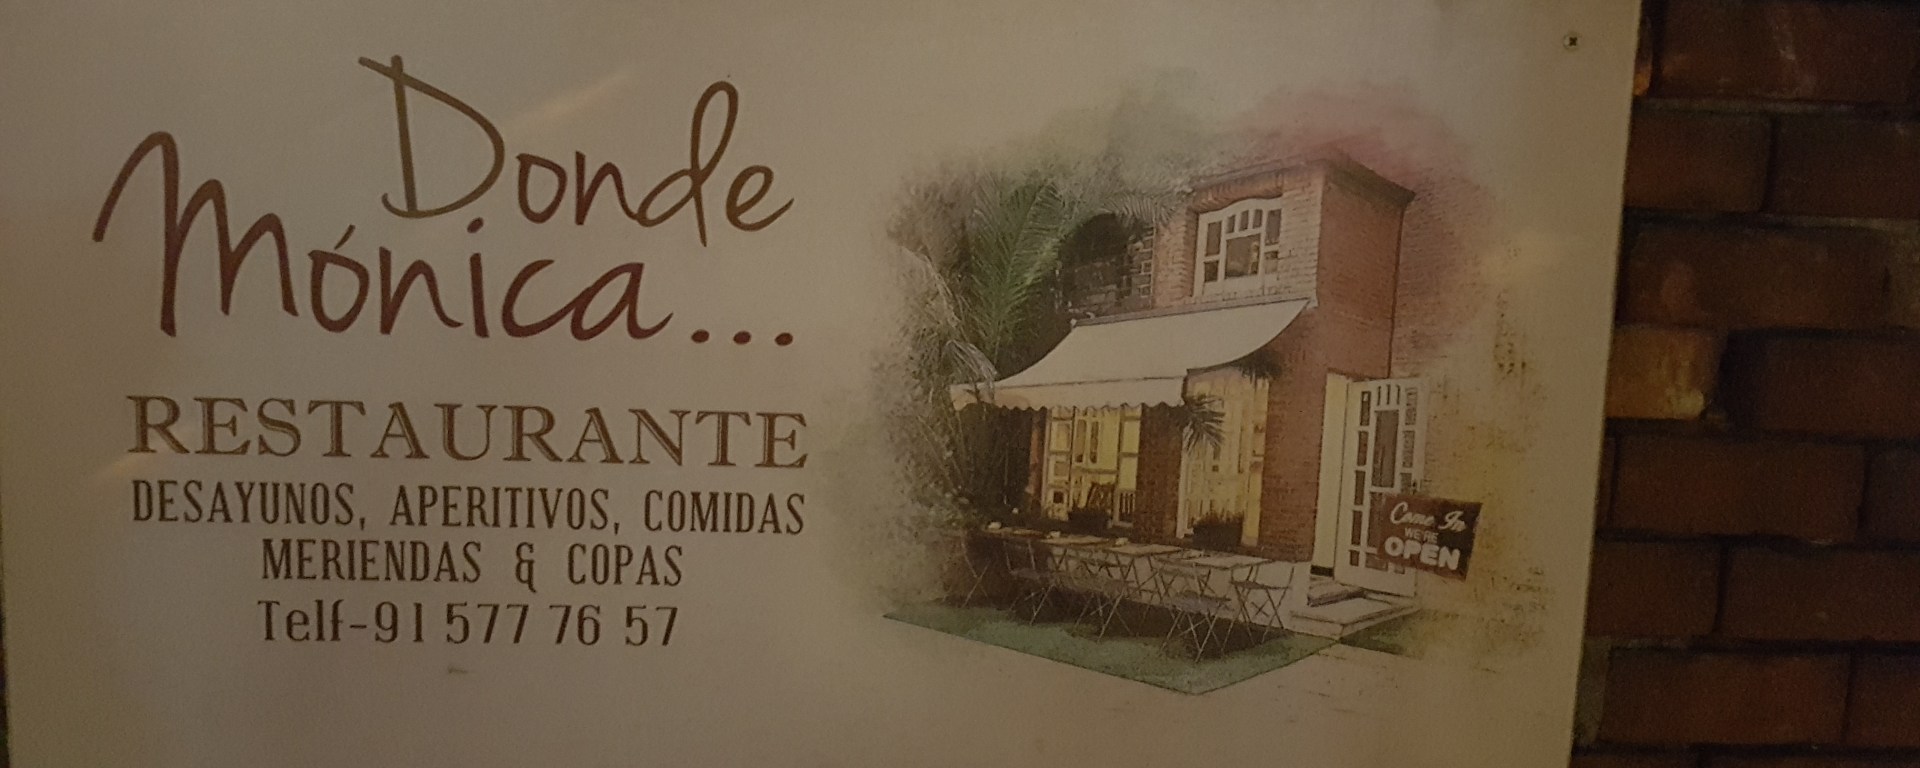 Donde
Mónica...
RESTAURANTE
DESAYUNOS, APERITIVOS, COMIDAS
MERIENDAS & COPAS
Telf-91 577 76 57
Come In
WE'RE
OPEN